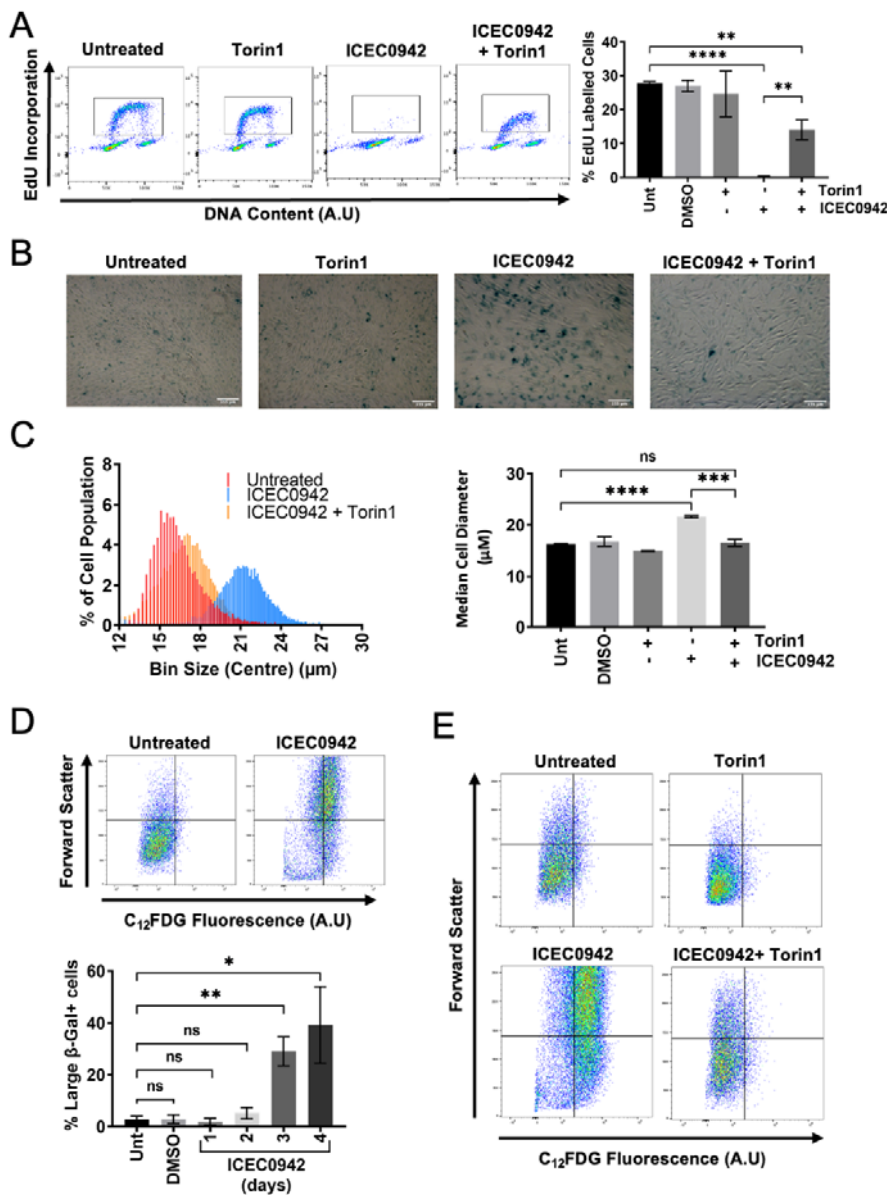 A
Untreated
Torin1
ICEC0942
ICEC0942
+ Torin1
EdU Incorporation
DNA Content (A.U)
% EdU Labelled Cells
40
30
20
10
0
**
****
**
Unt
DMSO
+
-
-
+
+
+
Torin1
ICEC0942
B
Untreated
Torin1
ICEC0942
ICEC0942 + Torin1
C
% of Cell Population
8
6
4
2
0
12
15
18
21
24
27
30
Bin Size (Centre) (µm)
Untreated
ICEC0942
ICEC0942 + Torin1
Median Cell Diameter
(µM)
30
20
10
0
ns
****
***
Unt
DMSO
+
-
-
+
+
+
Torin1
ICEC0942
D
Untreated
ICEC0942
Forward Scatter
C₁₂FDG Fluorescence (A.U)
% Large β-Gal+ cells
60
40
20
0
*
**
ns
ns
ns
Unt
DMSO
1
2
3
4
ICEC0942
(days)
E
Untreated
Torin1
ICEC0942
ICEC0942+ Torin1
Forward Scatter
C₁₂FDG Fluorescence (A.U)